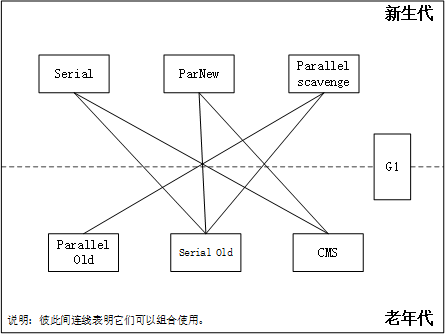 新生代
Serial
ParNew
Parallel
scavenge
G1
Parallel
Old
Serial Old
CMS
说明: 彼此间连线表明它们可以组合使用。
老年代